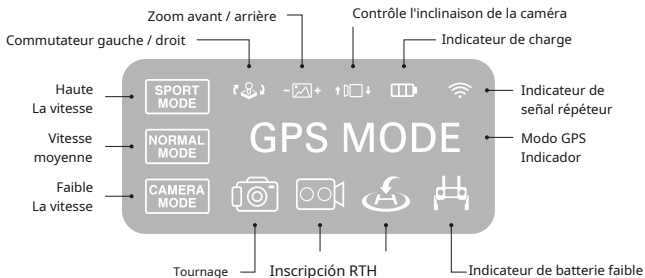 Zoom avant / arrière
Contrôle l'inclinaison de la caméra
Commutateur gauche / droit
Indicateur de charge
Haute
La vitesse
SPORT
MODE
Indicateur de
señal répéteur
Vitesse
moyenne
NORMAL
MODE
GPS MODE
Modo GPS
Indicador
Faible
La vitesse
CAMERA
MODE
Tournage
Inscripción RTH
Indicateur de batterie faible